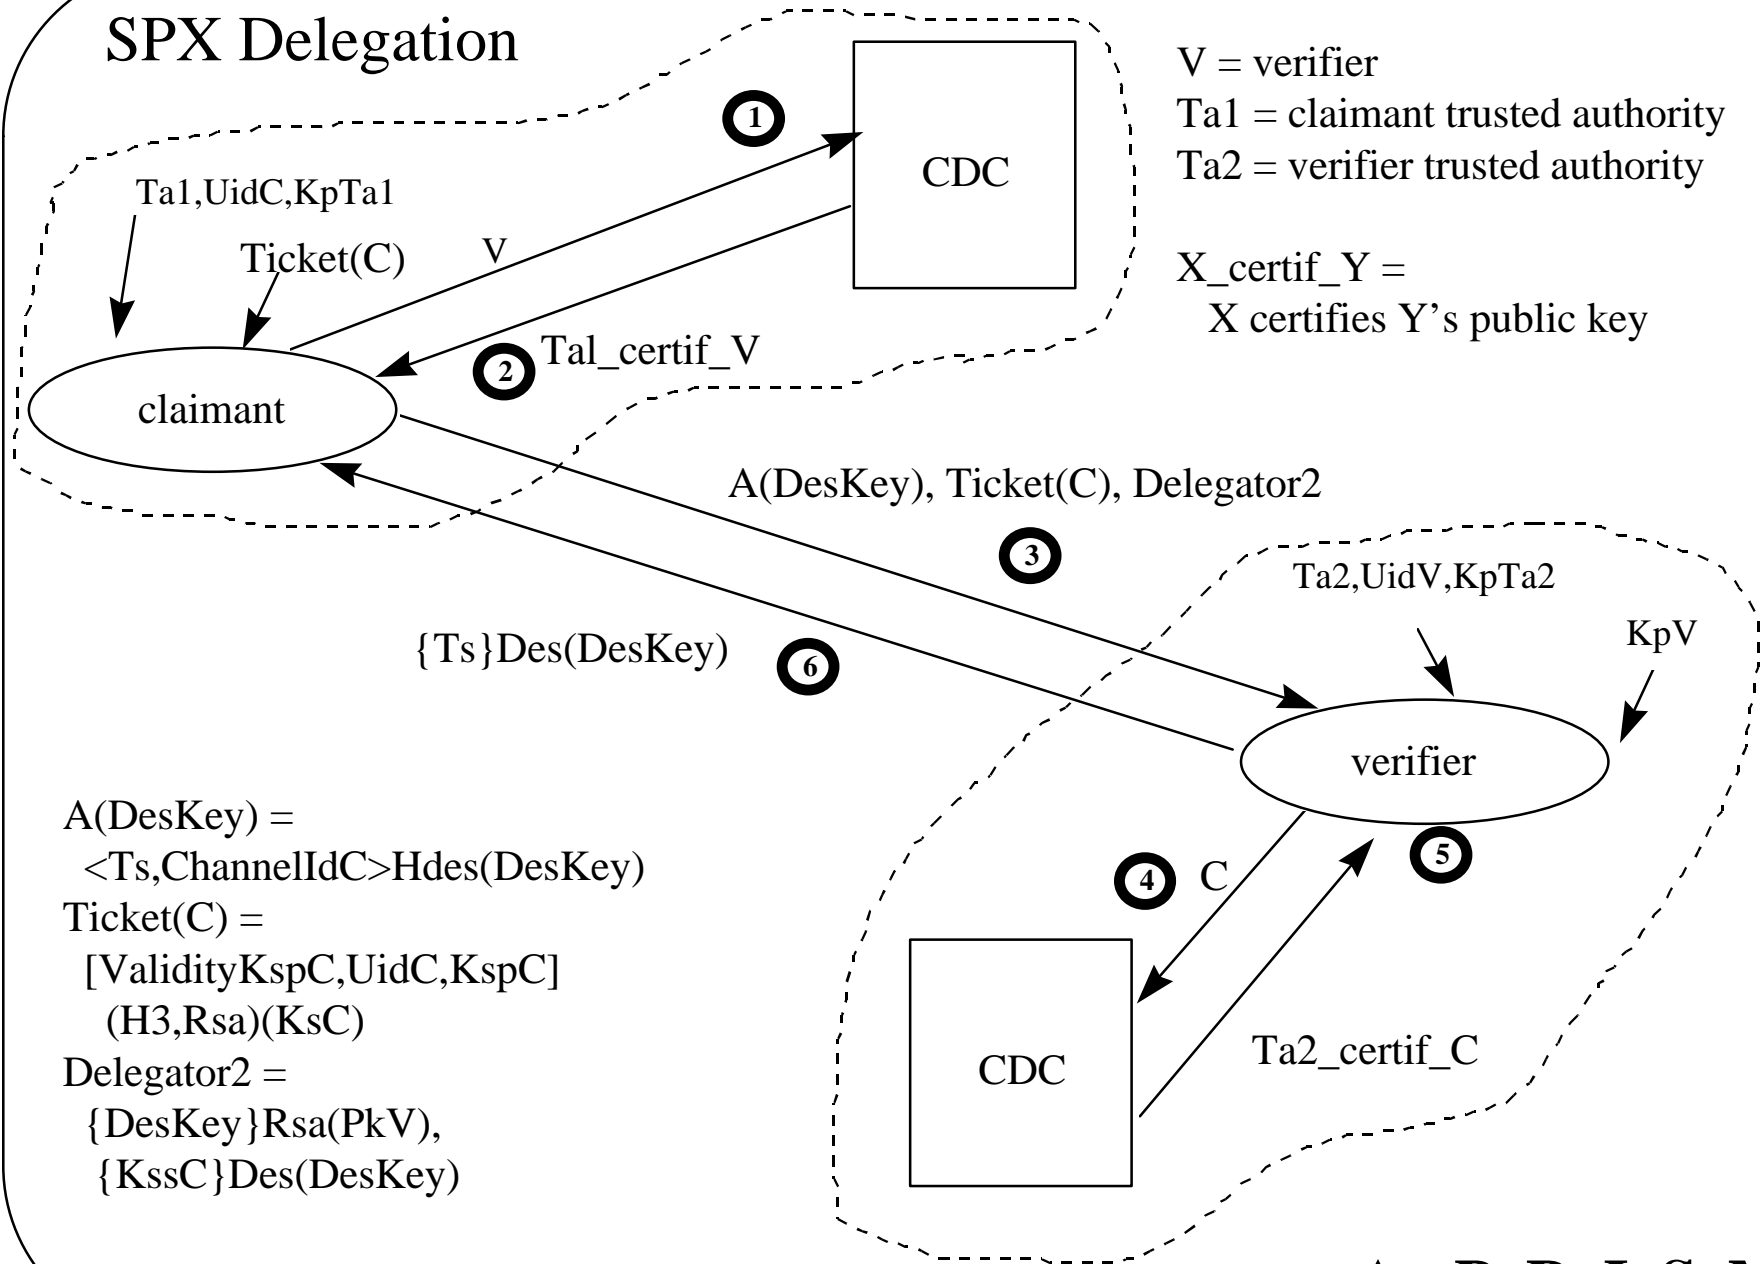 SPX Delegation
V = verifier
Ta1 = claimant trusted authority
Ta2 = verifier trusted authority
X_certif_Y =
X certifies Y's public key
1
CDC
Ta1,UidC,KpTa1
Ticket(C)
V
2
Tal_certif_V
claimant
A(DesKey), Ticket(C), Delegator2
3
Ta2,UidV,KpTa2
KpV
{Ts}Des(DesKey)
6
verifier
A(DesKey) =
<Ts,ChannelIdC>Hdes(DesKey)
Ticket(C) =
[ValidityKspC,UidC,KspC]
(H3,Rsa)(KsC)
Delegator2 =
{DesKey}Rsa(PkV),
{KssC}Des(DesKey)
5
4
C
CDC
Ta2_certif_C